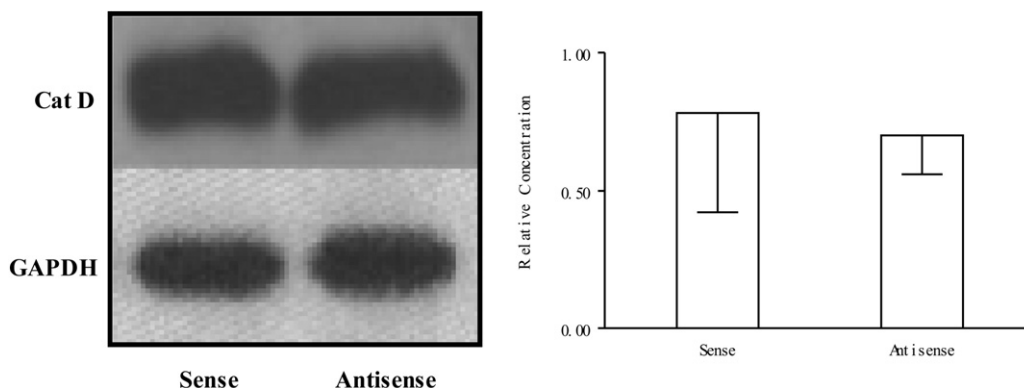 Cat D
GAPDH
Sense
Antisense
Relative Concentration
1.00
0.50
0.00
Sense
Antisense